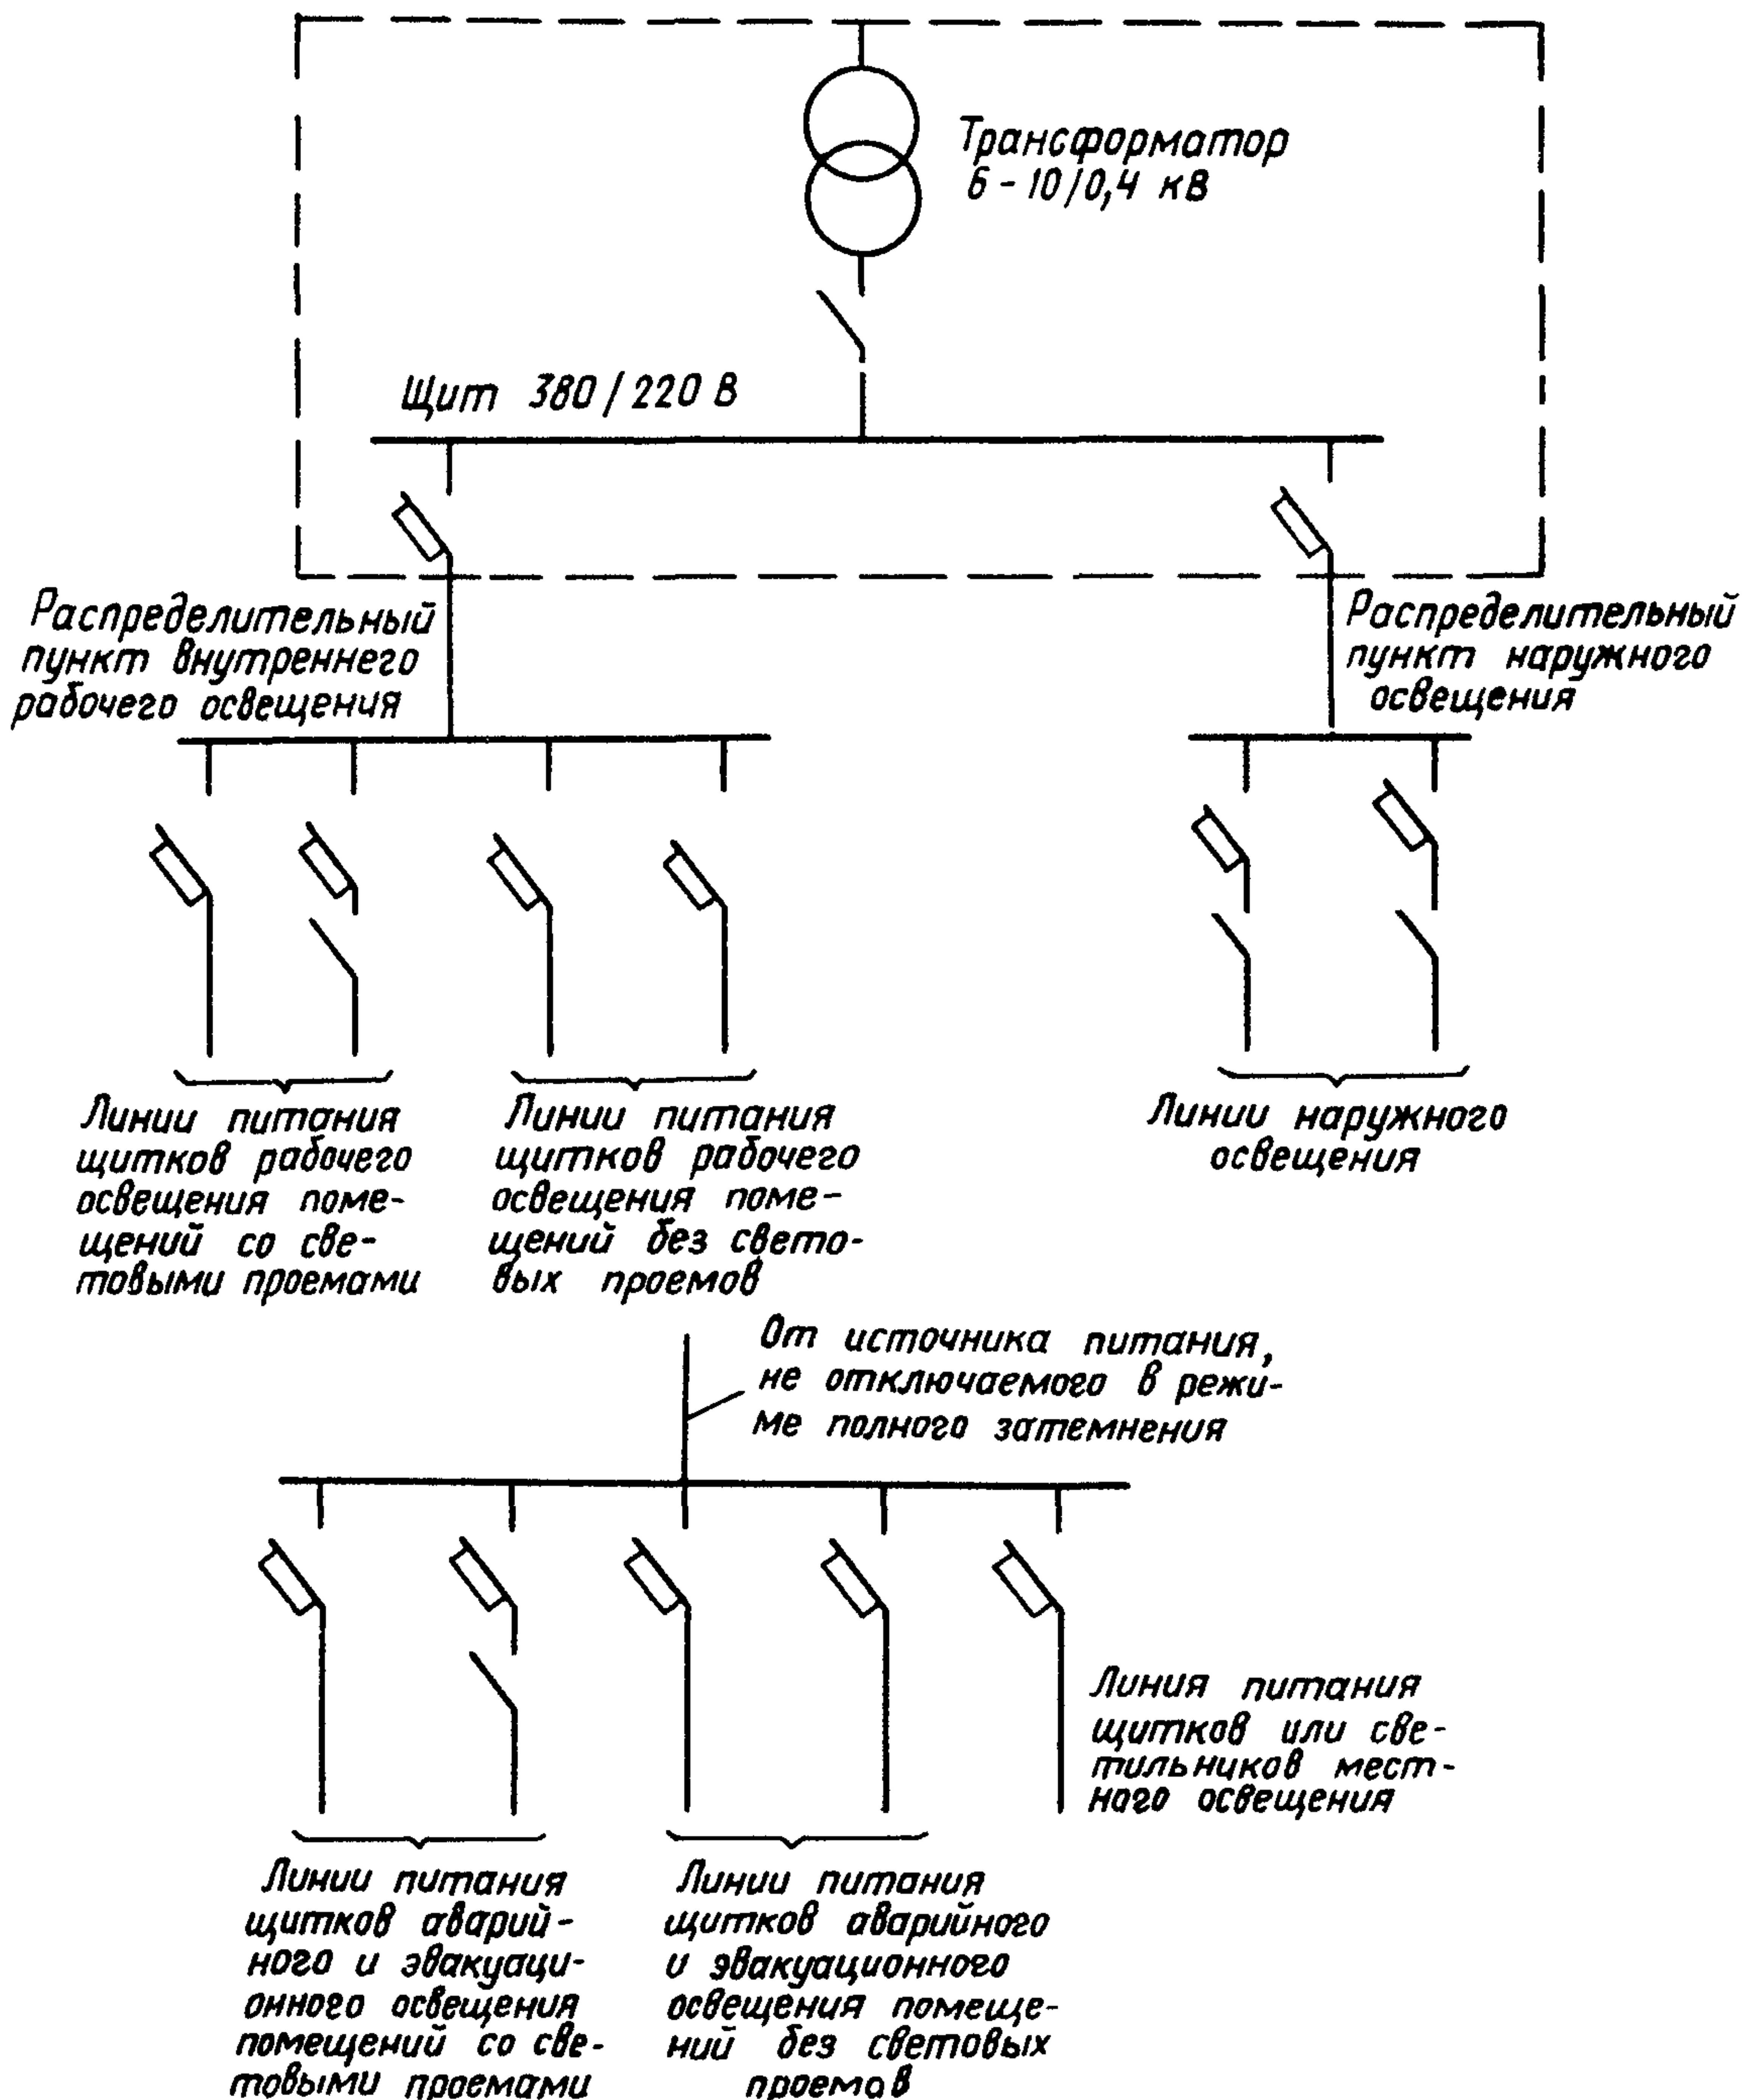 Трансформатор
6-10/0,4 кв
Щит 380/220 В
Распределительный
пункт внутреннего
рабочего освещения
Распределительный
пункт наружного
освещения
Линии питания
щитков рабочего
освещения поме-
щений со све-
товыми проемами
Линии питания
щитков рабочего
освещения поме-
щений без свето-
вых проемов
Линии наружного
освещения
От источника питания,
не отключаемого в режи-
ме полного затемнения
Линия питания
щитков или све-
тильников мест-
ного освещения
Линии питания
щитков аварий-
ного и эвакуаци-
онного освещения
помещений со све-
товыми проемами
Линии питания
щитков аварийного
и эвакуационного
освещения помеще-
ний без световых
проемов